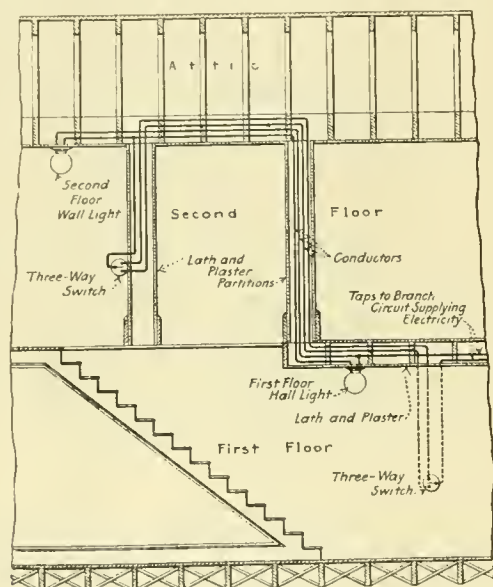 Attic
Second
Floor
Wall Light
Second
Floor
Three-Way
Switch
Lath and
Plaster
Partitions
Conductors
Taps to Branch
Circuit Supplying
Electricity
First Floor
Hall Light
Lath and Plaster
First Floor
Three-Way
Switch